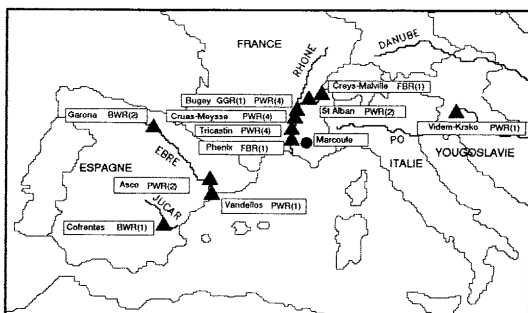 FRANCE
DANUBE
RHONE
Creys-Malville FBR(1)
Bugey GGR(1) PWR(4)
St Alban PWR(2)
Garona BWR(2)
Cruas-Meysse PWR(4)
Tricastin PWR(4)
Videm-Krsko PWR(1)
PO
Phenix FBR(1)
Marcoule
EBRE
ITALIE
YOUGOSLAVIE
ESPAGNE
Asco PWR(2)
JUCAR
Vandellos PWR(1)
Cofrentes BWR(1)